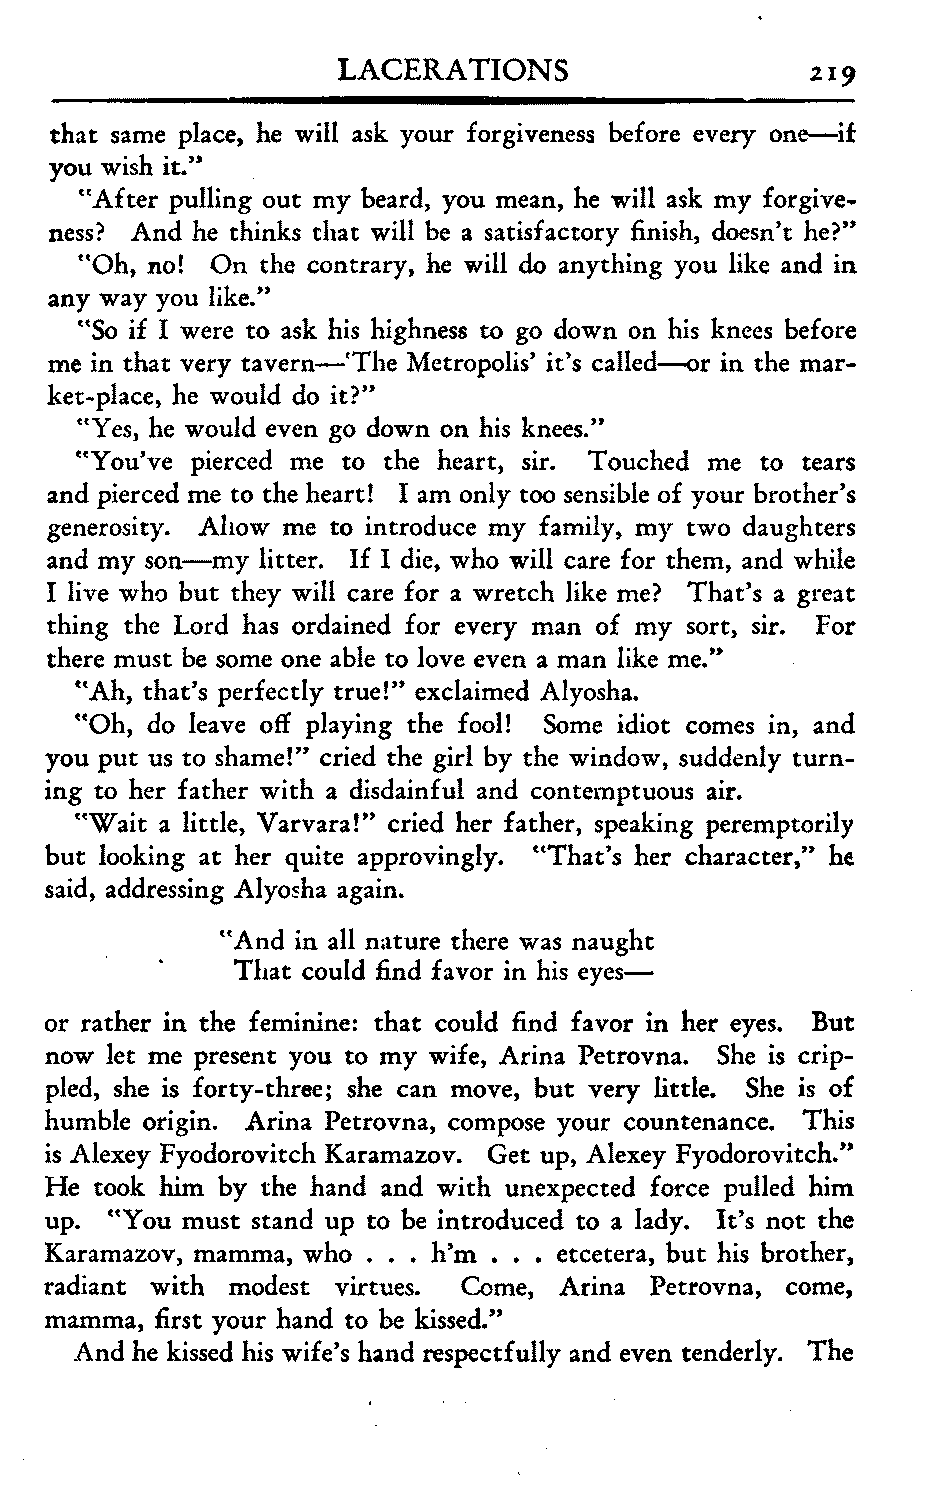 LACERATIONS 219
that same place, he will ask your forgiveness before every one—if
you wish it."
"After pulling out my beard, you mean, he will ask my forgive-
ness? And he thinks that will be a satisfactory finish, doesn't he?"
"Oh, no! On the contrary, he will do anything you like and in
any way you like."
"So if I were to ask his highness to go down on his knees before
me in that very tavern—'The Metropolis' it's called—or in the mar-
ket-place, he would do it?"
"Yes, he would even go down on his knees."
"You've pierced me to the heart, sir. Touched me to tears
and pierced me to the heart! I am only too sensible of your brother's
generosity. Allow me to introduce my family, my two daughters
and my son—my litter. If I die, who will care for them, and while
I live who but they will care for a wretch like me? That's a great
thing the Lord has ordained for every man of my sort, sir. For
there must be some one able to love even a man like me."
"Ah, that's perfectly true!" exclaimed Alyosha.
"Oh, do leave off playing the fool! Some idiot comes in, and
you put us to shame!" cried the girl by the window, suddenly turn-
ing to her father with a disdainful and contemptuous air.
"Wait a little, Varvara!" cried her father, speaking peremptorily
but looking at her quite approvingly. "That's her character," he
said, addressing Alyosha again.
"And in all nature there was naught
That could find favor in his eyes—
or rather in the feminine: that could find favor in her eyes. But
now let me present you to my wife, Arina Petrovna. She is crip-
pled, she is forty-three; she can move, but very little. She is of
humble origin. Arina Petrovna, compose your countenance. This
is Alexey Fyodorovitch Karamazov. Get up, Alexey Fyodorovitch."
He took him by the hand and with unexpected force pulled him
up. "You must stand up to be introduced to a lady. It's not the
Karamazov, mamma, who . . . h'm . . . etcetera, but his brother,
radiant with modest virtues. Come, Arina Petrovna, come,
mamma, first your hand to be kissed."
And he kissed his wife's hand respectfully and even tenderly. The